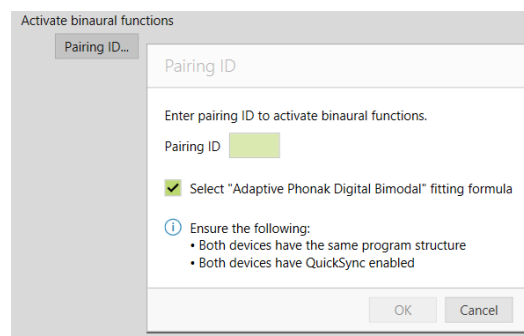 Activate binaural functions
Pairing ID...
Pairing ID
Enter pairing ID to activate binaural functions.
Pairing ID
Select "Adaptive Phonak Digital Bimodal" fitting formula
Ensure the following:
• Both devices have the same program structure
• Both devices have QuickSync enabled
OK Cancel